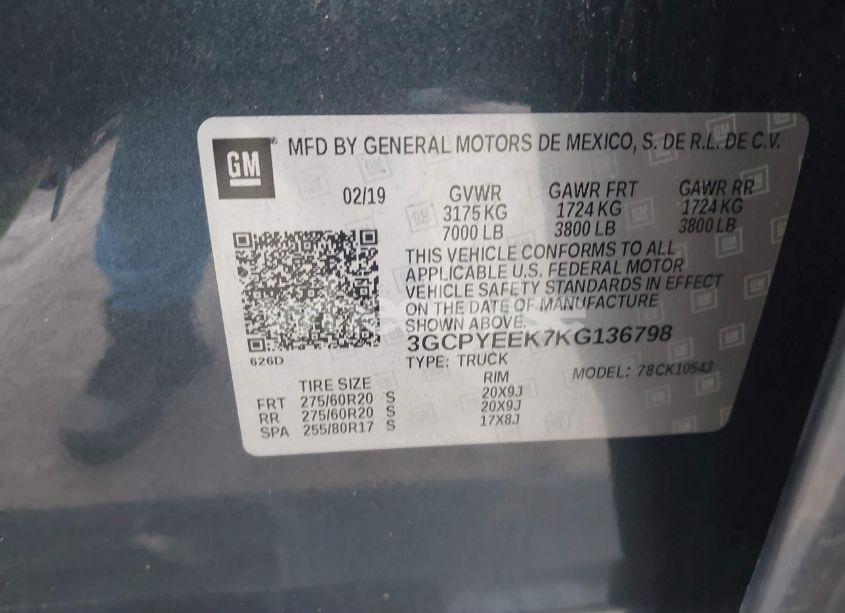 GM
MFD BY GENERAL MOTORS DE MEXICO, S. DE R.L. DE C.V.
02/19 GVWR GAWR FRT GAWR RR
3175 KG 1724 KG 1724 KG
7000 LB 3800 LB 3800 LB
THIS VEHICLE CONFORMS TO ALL
APPLICABLE U.S. FEDERAL MOTOR
VEHICLE SAFETY STANDARDS IN EFFECT
ON THE DATE OF MANUFACTURE
SHOWN ABOVE.
3GCPYEEK7KG136798
626D
TYPE: TRUCK
MODEL: 78CK10543
TIRE SIZE RIM
FRT 275/60R20 S 20X9J
RR 275/60R20 S 20X9J
SPA 255/80R17 S 17X8J